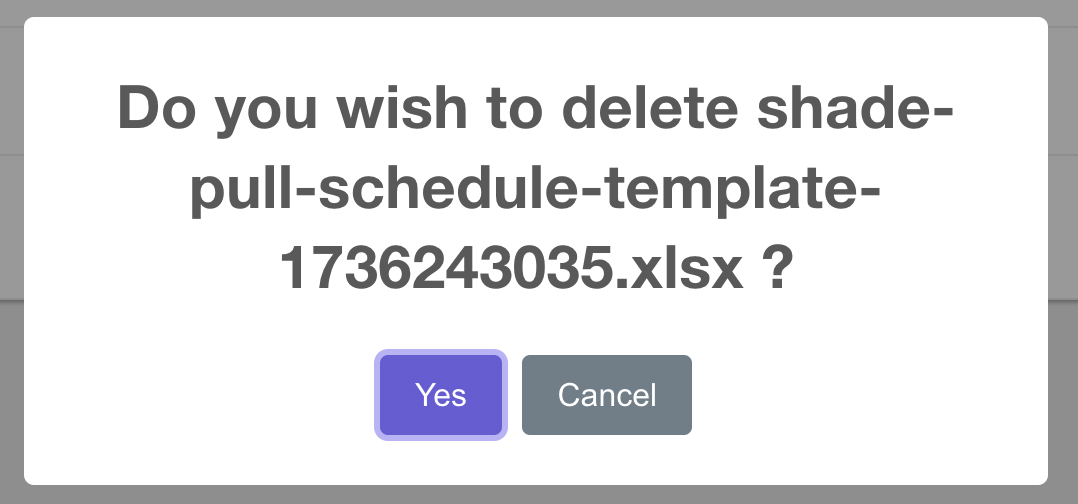 Do you wish to delete shade-
pull-schedule-template-
1736243035.xlsx ?
Yes
Cancel